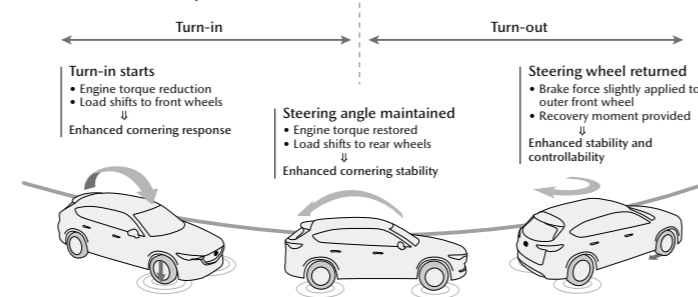 Turn-in
Turn-out
Turn-in starts
• Engine torque reduction
• Load shifts to front wheels
⇓
Enhanced cornering response
Steering angle maintained
• Engine torque restored
• Load shifts to rear wheels
⇓
Enhanced cornering stability
Steering wheel returned
• Brake force slightly applied to
outer front wheel
• Recovery moment provided
⇓
Enhanced stability and
controllability